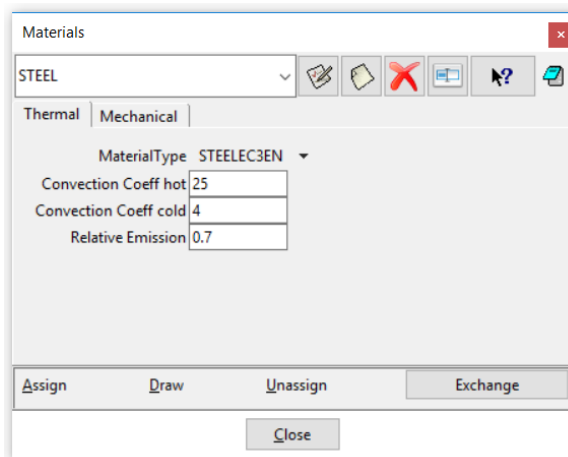 Materials
STEEL
Thermal Mechanical
MaterialType STEELEC3EN
Convection Coeff hot 25
Convection Coeff cold 4
Relative Emission 0.7
Assign Draw Unassign Exchange
Close